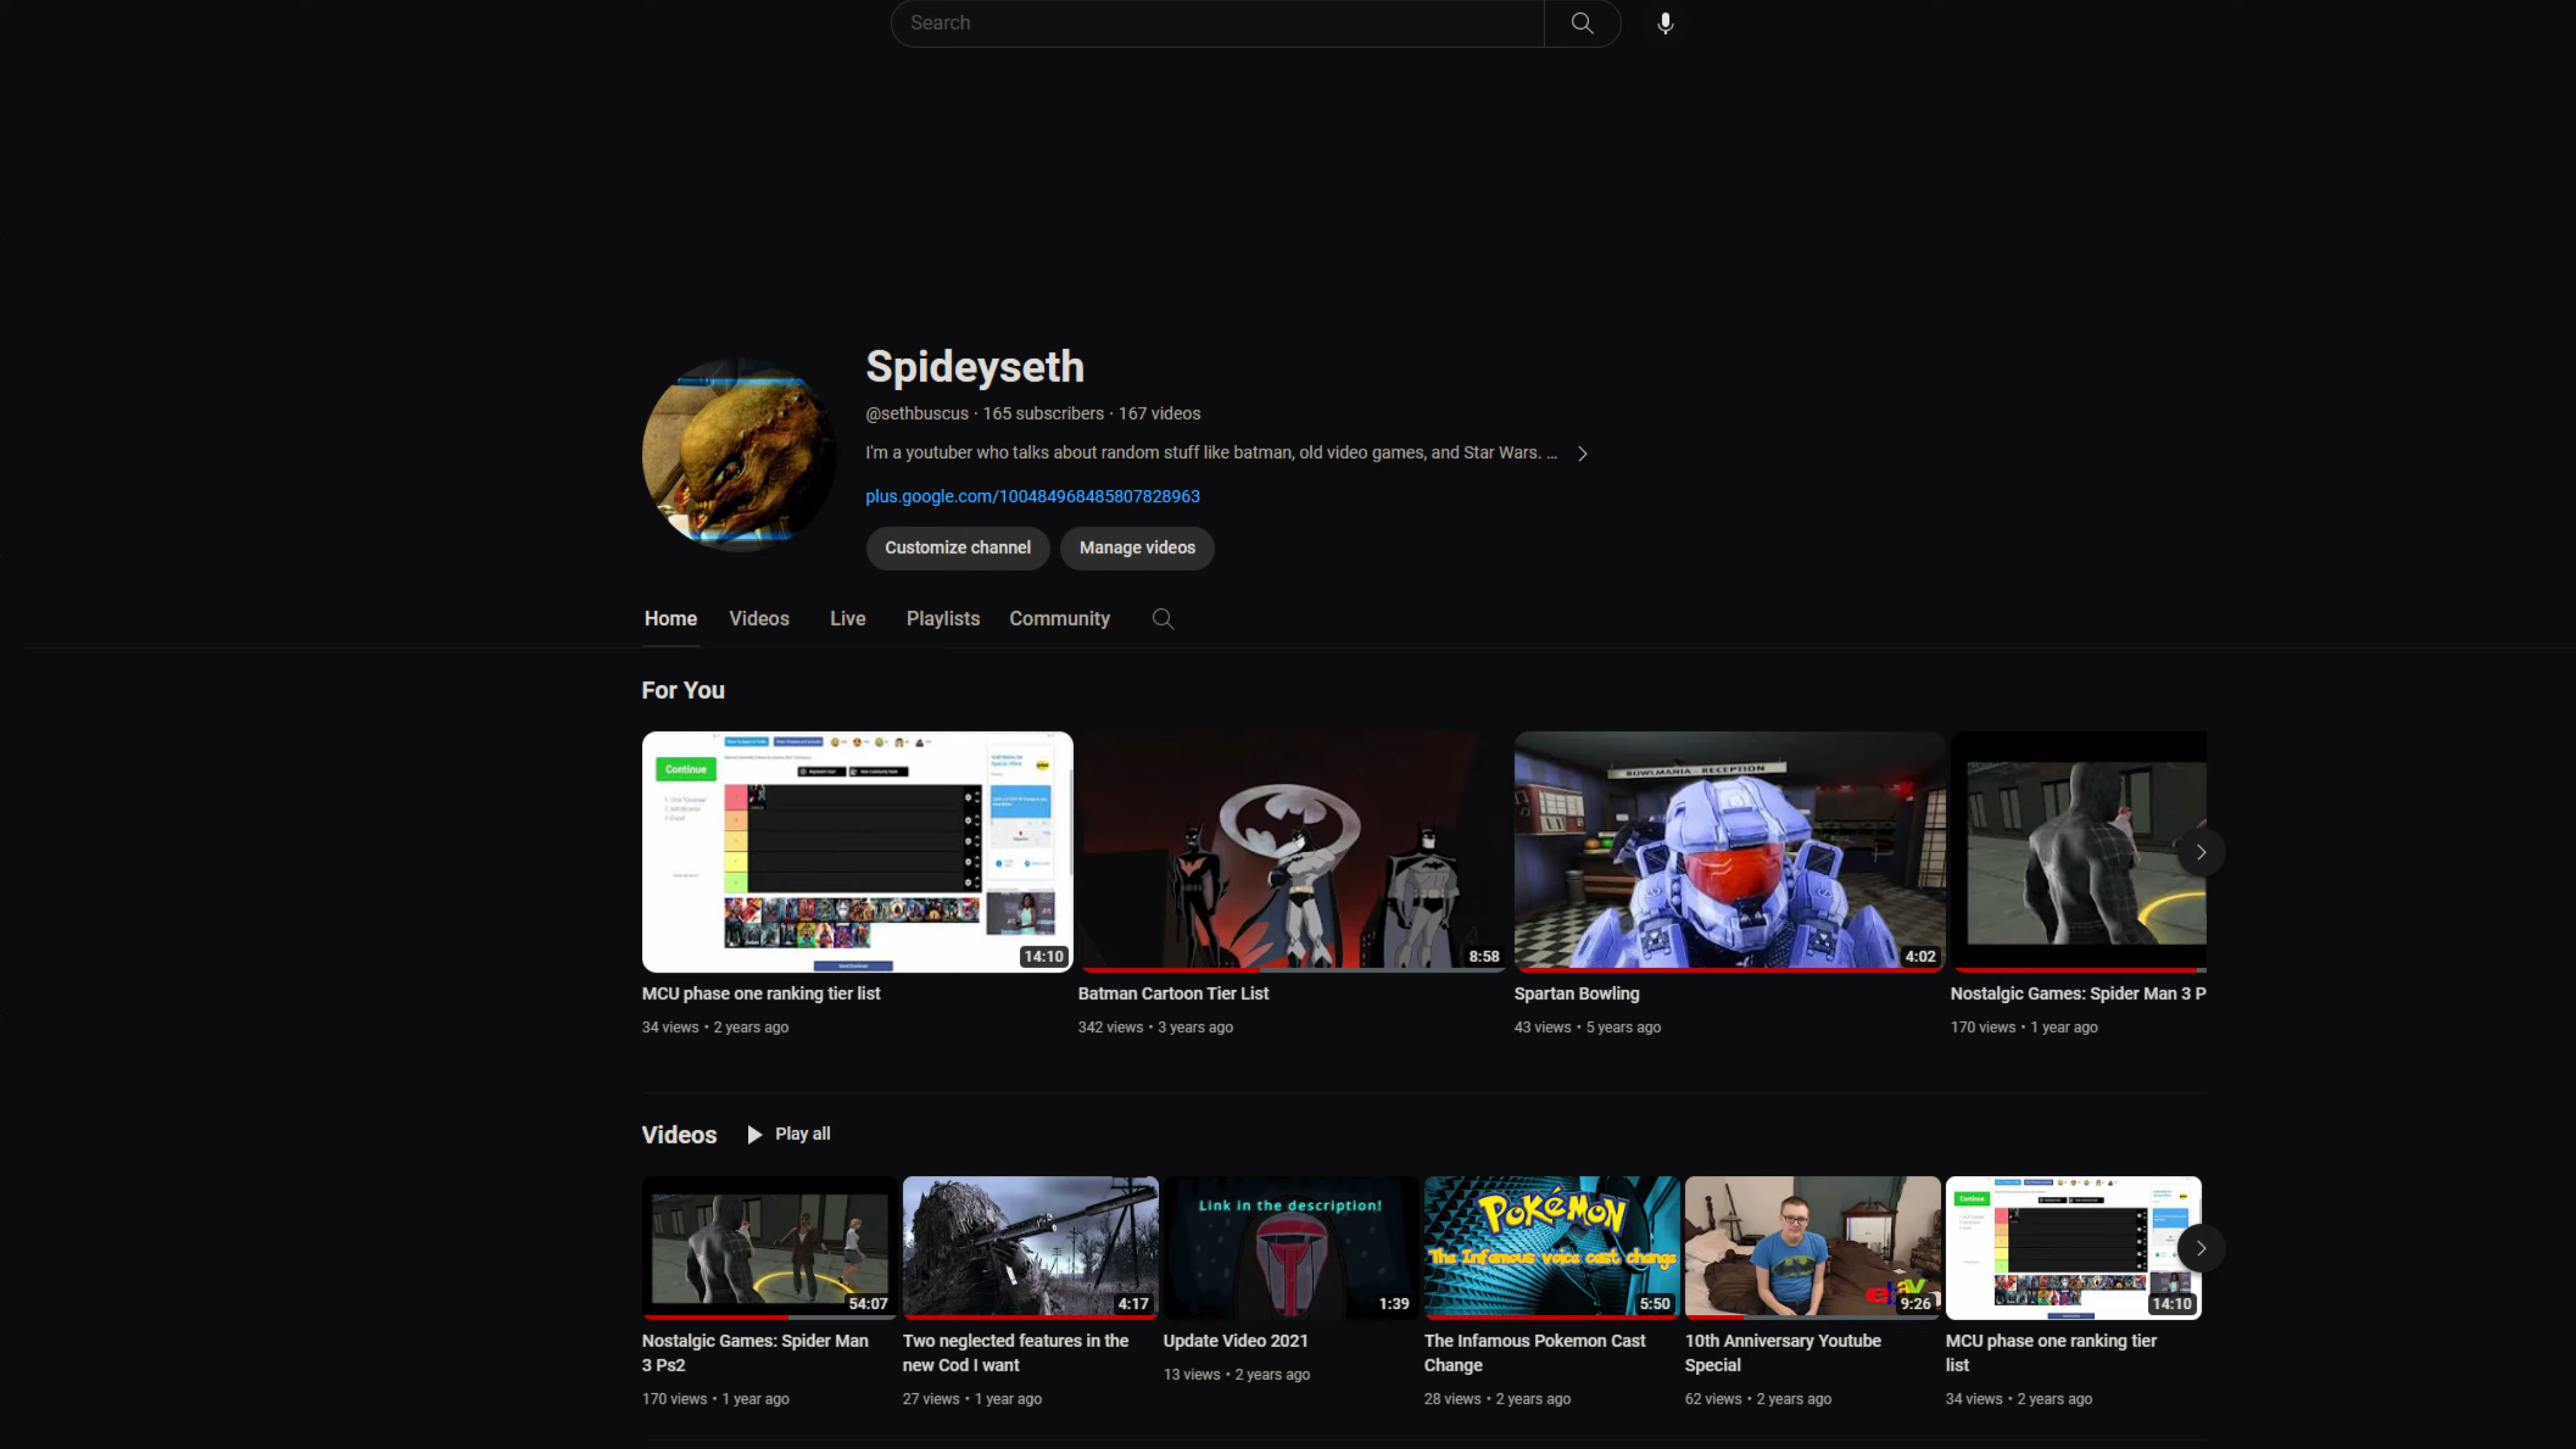 Search
Spideyseth
@sethbuscus · 165 subscribers · 167 videos
I'm a youtuber who talks about random stuff like batman, old video games, and Star Wars. ...
plus.google.com/100484968485807828963
Customize channel
Manage videos
Home
Videos
Live
Playlists
Community
For You
Continue
14:10
8:58
BOWLMANIA - RECEPTION
4:02
MCU phase one ranking tier list
34 views • 2 years ago
Batman Cartoon Tier List
342 views • 3 years ago
Spartan Bowling
43 views • 5 years ago
Nostalgic Games: Spider Man 3 P
170 views • 1 year ago
Videos
Play all
54:07
4:17
Link in the description!
1:39
POKéMON
The Infamous voice cast change
5:50
ebay
9:26
Continue
14:10
Nostalgic Games: Spider Man
3 Ps2
170 views • 1 year ago
Two neglected features in the
new Cod I want
27 views • 1 year ago
Update Video 2021
13 views • 2 years ago
The Infamous Pokemon Cast
Change
28 views • 2 years ago
10th Anniversary Youtube
Special
62 views • 2 years ago
MCU phase one ranking tier
list
34 views • 2 years ago